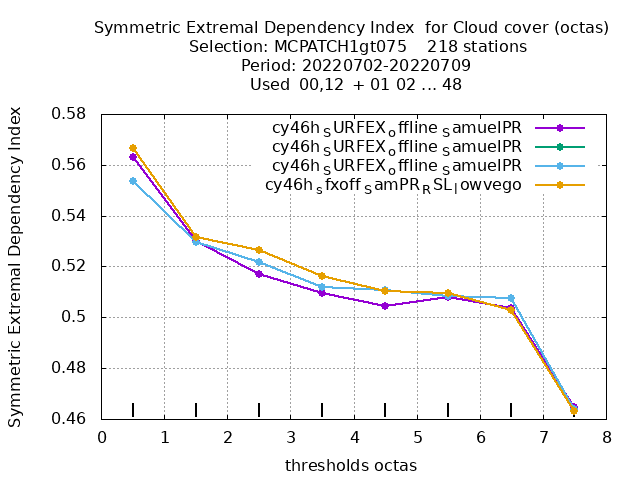 Symmetric Extremal Dependency Index  for Cloud cover (octas)
Selection: MCPATCH1gt075    218 stations
Period: 20220702-20220709
Used  00,12  + 01 02 ... 48
Symmetric Extremal Dependency Index
0.58
0.56
0.54
0.52
0.5
0.48
0.46
cy46h_SURFEX_offline_SamuelPR
cy46h_SURFEX_offline_SamuelPR
cy46h_SURFEX_offline_SamuelPR
cy46h_sfxoff_SamPR_RSL_lowvego
0 1 2 3 4 5 6 7 8
thresholds octas